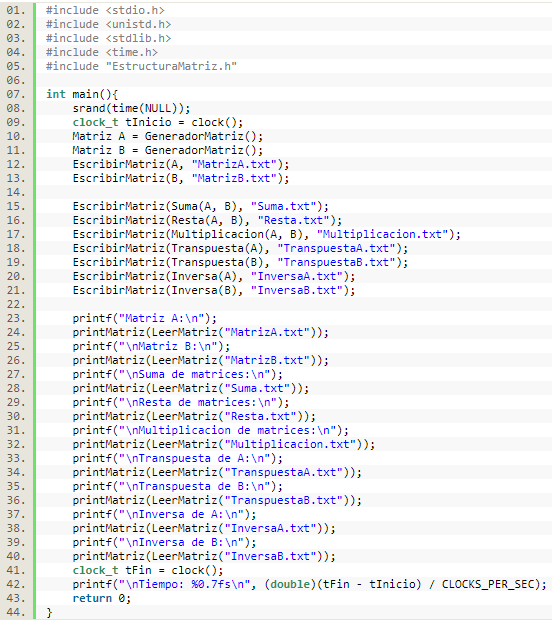 01. #include <stdio.h>
02. #include <unistd.h>
03. #include <stdlib.h>
04. #include <time.h>
05. #include "EstructuraMatriz.h"
06.
07. int main(){
08.     srand(time(NULL));
09.     clock_t tInicio = clock();
10.     Matriz A = GeneradorMatriz();
11.     Matriz B = GeneradorMatriz();
12.     EscribirMatriz(A, "MatrizA.txt");
13.     EscribirMatriz(B, "MatrizB.txt");
14.
15.     EscribirMatriz(Suma(A, B), "Suma.txt");
16.     EscribirMatriz(Resta(A, B), "Resta.txt");
17.     EscribirMatriz(Multiplicacion(A, B), "Multiplicacion.txt");
18.     EscribirMatriz(Transpuesta(A), "TranspuestaA.txt");
19.     EscribirMatriz(Transpuesta(B), "TranspuestaB.txt");
20.     EscribirMatriz(Inversa(A), "InversaA.txt");
21.     EscribirMatriz(Inversa(B), "InversaB.txt");
22.
23.     printf("Matriz A:\n");
24.     printMatriz(LeerMatriz("MatrizA.txt"));
25.     printf("\nMatriz B:\n");
26.     printMatriz(LeerMatriz("MatrizB.txt"));
27.     printf("\nSuma de matrices:\n");
28.     printMatriz(LeerMatriz("Suma.txt"));
29.     printf("\nResta de matrices:\n");
30.     printMatriz(LeerMatriz("Resta.txt"));
31.     printf("\nMultiplicacion de matrices:\n");
32.     printMatriz(LeerMatriz("Multiplicacion.txt"));
33.     printf("\nTranspuesta de A:\n");
34.     printMatriz(LeerMatriz("TranspuestaA.txt"));
35.     printf("\nTranspuesta de B:\n");
36.     printMatriz(LeerMatriz("TranspuestaB.txt"));
37.     printf("\nInversa de A:\n");
38.     printMatriz(LeerMatriz("InversaA.txt"));
39.     printf("\nInversa de B:\n");
40.     printMatriz(LeerMatriz("InversaB.txt"));
41.     clock_t tFin = clock();
42.     printf("\nTiempo: %0.7fs\n", (double)(tFin - tInicio) / CLOCKS_PER_SEC);
43.     return 0;
44. }